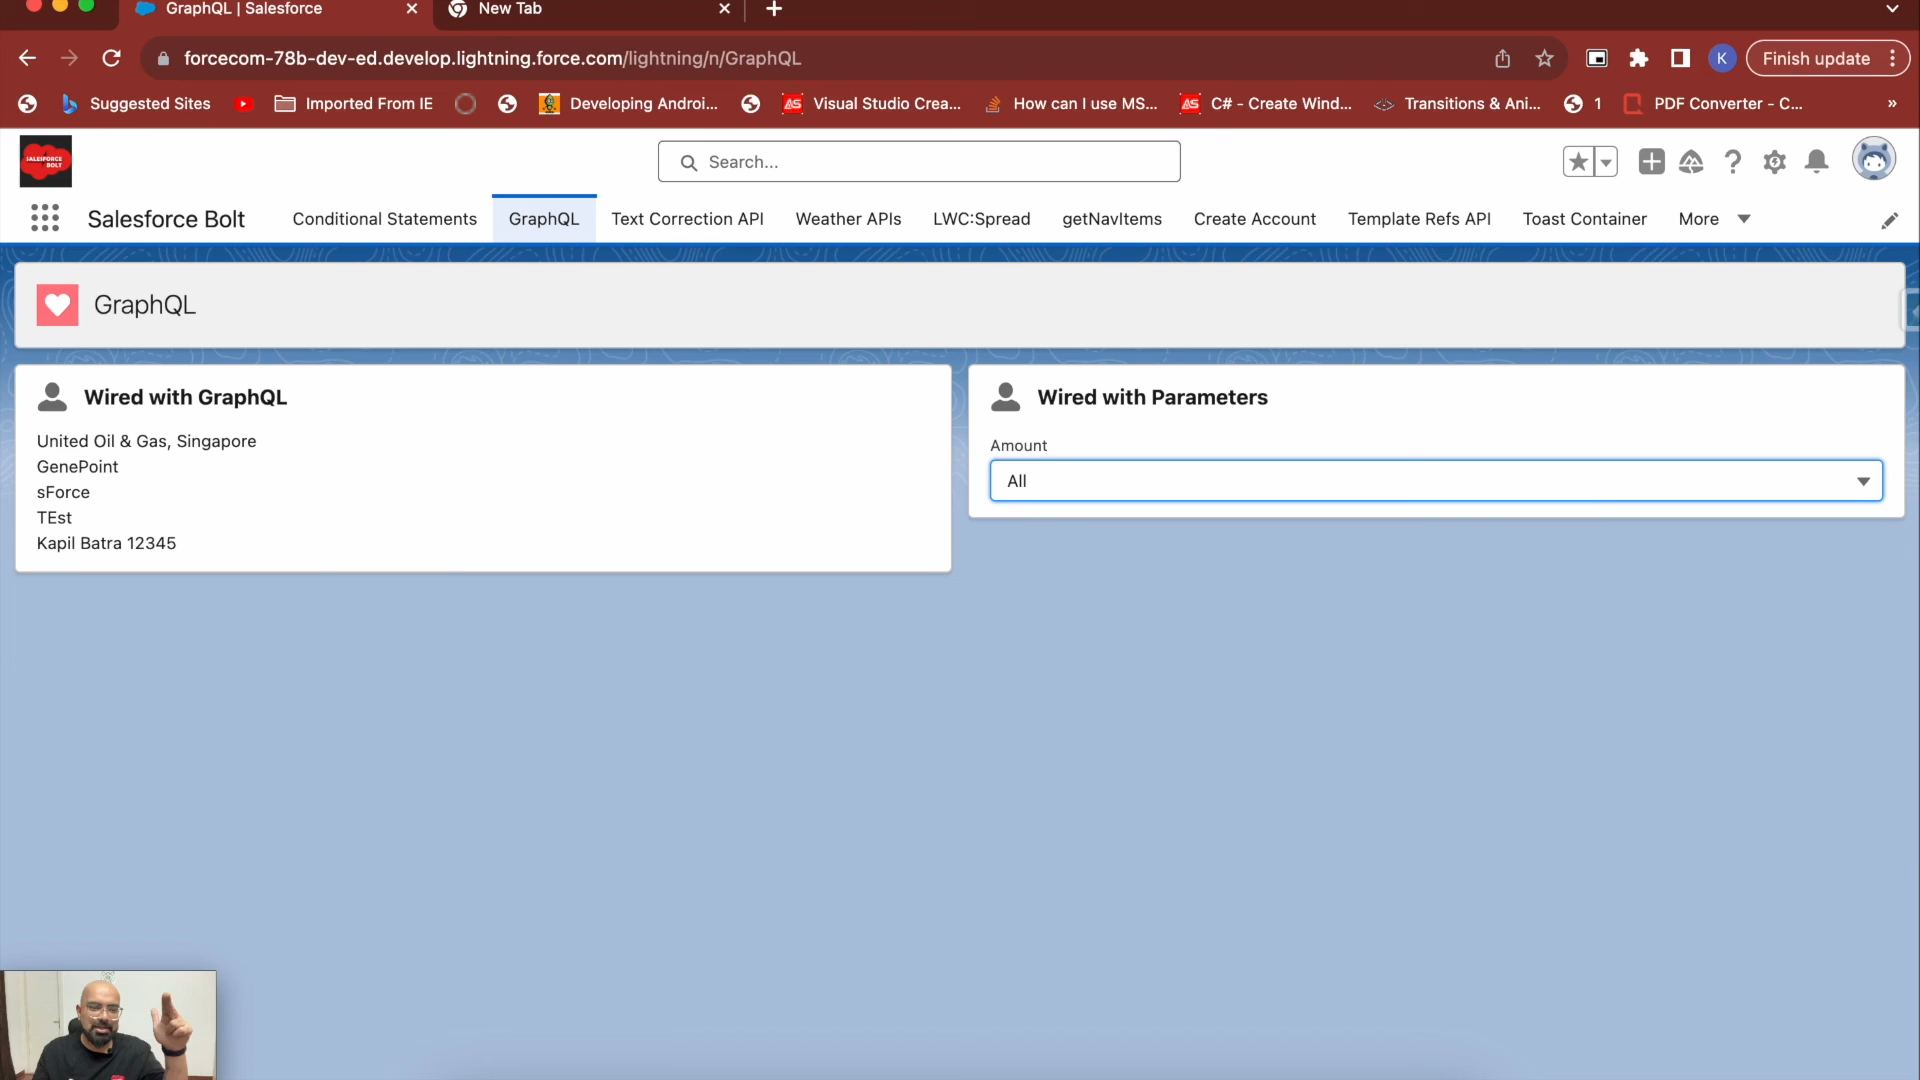 GraphQL | Salesforce
New Tab
forcecom-78b-dev-ed.develop.lightning.force.com/lightning/n/GraphQL
K
Finish update
Suggested Sites
Imported From IE
Developing Androi...
Visual Studio Crea...
How can I use MS...
C# - Create Wind...
Transitions & Ani...
1
PDF Converter - C...
»
SALESFORCE BOLT
Search...
Salesforce Bolt
Conditional Statements
GraphQL
Text Correction API
Weather APIs
LWC:Spread
getNavItems
Create Account
Template Refs API
Toast Container
More
GraphQL
Wired with GraphQL
United Oil & Gas, Singapore
GenePoint
sForce
TEst
Kapil Batra 12345
Wired with Parameters
Amount
All